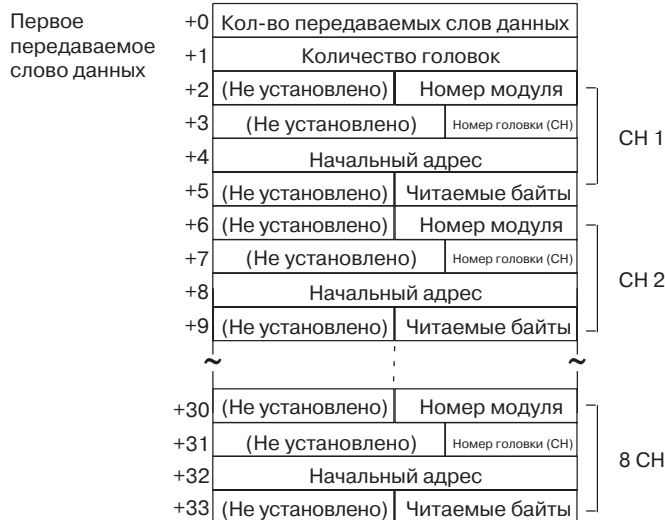 Первое
передаваемое
слово данных
+0 Кол-во передаваемых слов данных
+1 Количество головок
+2 (Не установлено) Номер модуля
+3 (Не установлено) Номер головки (CH)
CH 1
+4 Начальный адрес
+5 (Не установлено) Читаемые байты
+6 (Не установлено) Номер модуля
+7 (Не установлено) Номер головки (CH)
CH 2
+8 Начальный адрес
+9 (Не установлено) Читаемые байты
~ ~
+30 (Не установлено) Номер модуля
+31 (Не установлено) Номер головки (CH)
8 CH
+32 Начальный адрес
+33 (Не установлено) Читаемые байты